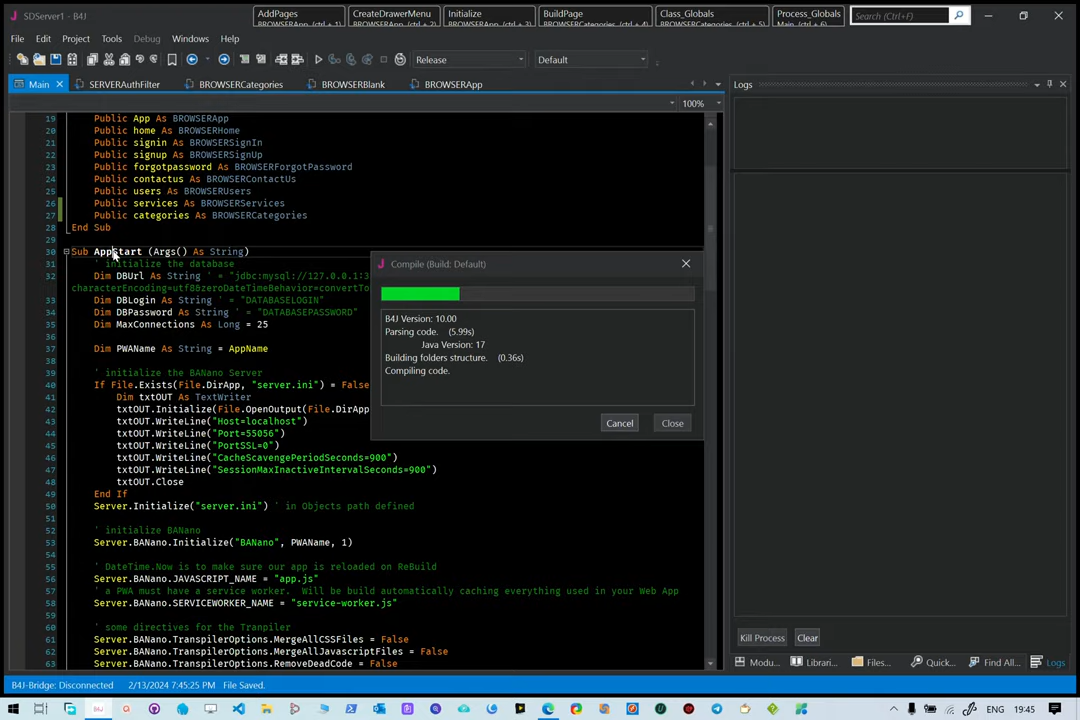 SDServer1 - B4J
AddPages
BROWSERApp, (ctrl + 1)
CreateDrawerMenu
BROWSERApp, (ctrl + 2)
Initialize
BROWSERApp, (ctrl + 3)
BuildPage
BROWSERCategories, (ctrl + 4)
Class_Globals
BROWSERCategories, (ctrl + 5)
Process_Globals
Main, (ctrl + 6)
Search (Ctrl+F)
File Edit Project Tools Debug Windows Help
Release
Default
Main
SERVERAuthFilter
BROWSERCategories
BROWSERBlank
BROWSERApp
Logs
100%
19 Public App As BROWSERApp
20 Public home As BROWSERHome
21 Public signin As BROWSERSignIn
22 Public signup As BROWSERSignUp
23 Public forgotpassword As BROWSERForgotPassword
24 Public contactus As BROWSERContactUs
25 Public users As BROWSERUsers
26 Public services As BROWSERServices
27 Public categories As BROWSERCategories
28 End Sub
29
30 Sub AppStart (Args() As String)
31 ' initialize the database
32 Dim DBUrl As String ' = "jdbc:mysql://127.0.0.1:3
characterEncoding=utf8&zeroDateTimeBehavior=convertTo
33 Dim DBLogin As String ' = "DATABASELOGIN"
34 Dim DBPassword As String ' = "DATABASEPASSWORD"
35 Dim MaxConnections As Long = 25
36
37 Dim PWAName As String = AppName
38
39 ' initialize the BANano Server
40 If File.Exists(File.DirApp, "server.ini") = False
41 Dim txtOUT As TextWriter
42 txtOUT.Initialize(File.OpenOutput(File.DirApp
43 txtOUT.WriteLine("Host=localhost")
44 txtOUT.WriteLine("Port=55056")
45 txtOUT.WriteLine("PortSSL=0")
46 txtOUT.WriteLine("CacheScavengePeriodSeconds=900")
47 txtOUT.WriteLine("SessionMaxInactiveIntervalSeconds=900")
48 txtOUT.Close
49 End If
50 Server.Initialize("server.ini") ' in Objects path defined
51
52 ' initialize BANano
53 Server.BANano.Initialize("BANano", PWAName, 1)
54
55 ' DateTime.Now is to make sure our app is reloaded on ReBuild
56 Server.BANano.JAVASCRIPT_NAME = "app.js"
57 ' a PWA must have a service worker.  Will be build automatically caching everything used in your Web App
58 Server.BANano.SERVICEWORKER_NAME = "service-worker.js"
59
60 ' some directives for the Tranpiler
61 Server.BANano.TranspilerOptions.MergeAllCSSFiles = False
62 Server.BANano.TranspilerOptions.MergeAllJavascriptFiles = False
63 Server.BANano.TranspilerOptions.RemoveDeadCode = False
Compile (Build: Default)
B4J Version: 10.00
Parsing code. (5.99s)
Java Version: 17
Building folders structure. (0.36s)
Compiling code.
Cancel
Close
Kill Process
Clear
Modu...
Librari...
Files...
Quick...
Find All...
Logs
B4J-Bridge: Disconnected 2/13/2024 7:45:25 PM File Saved.
B4J
ENG 19:45